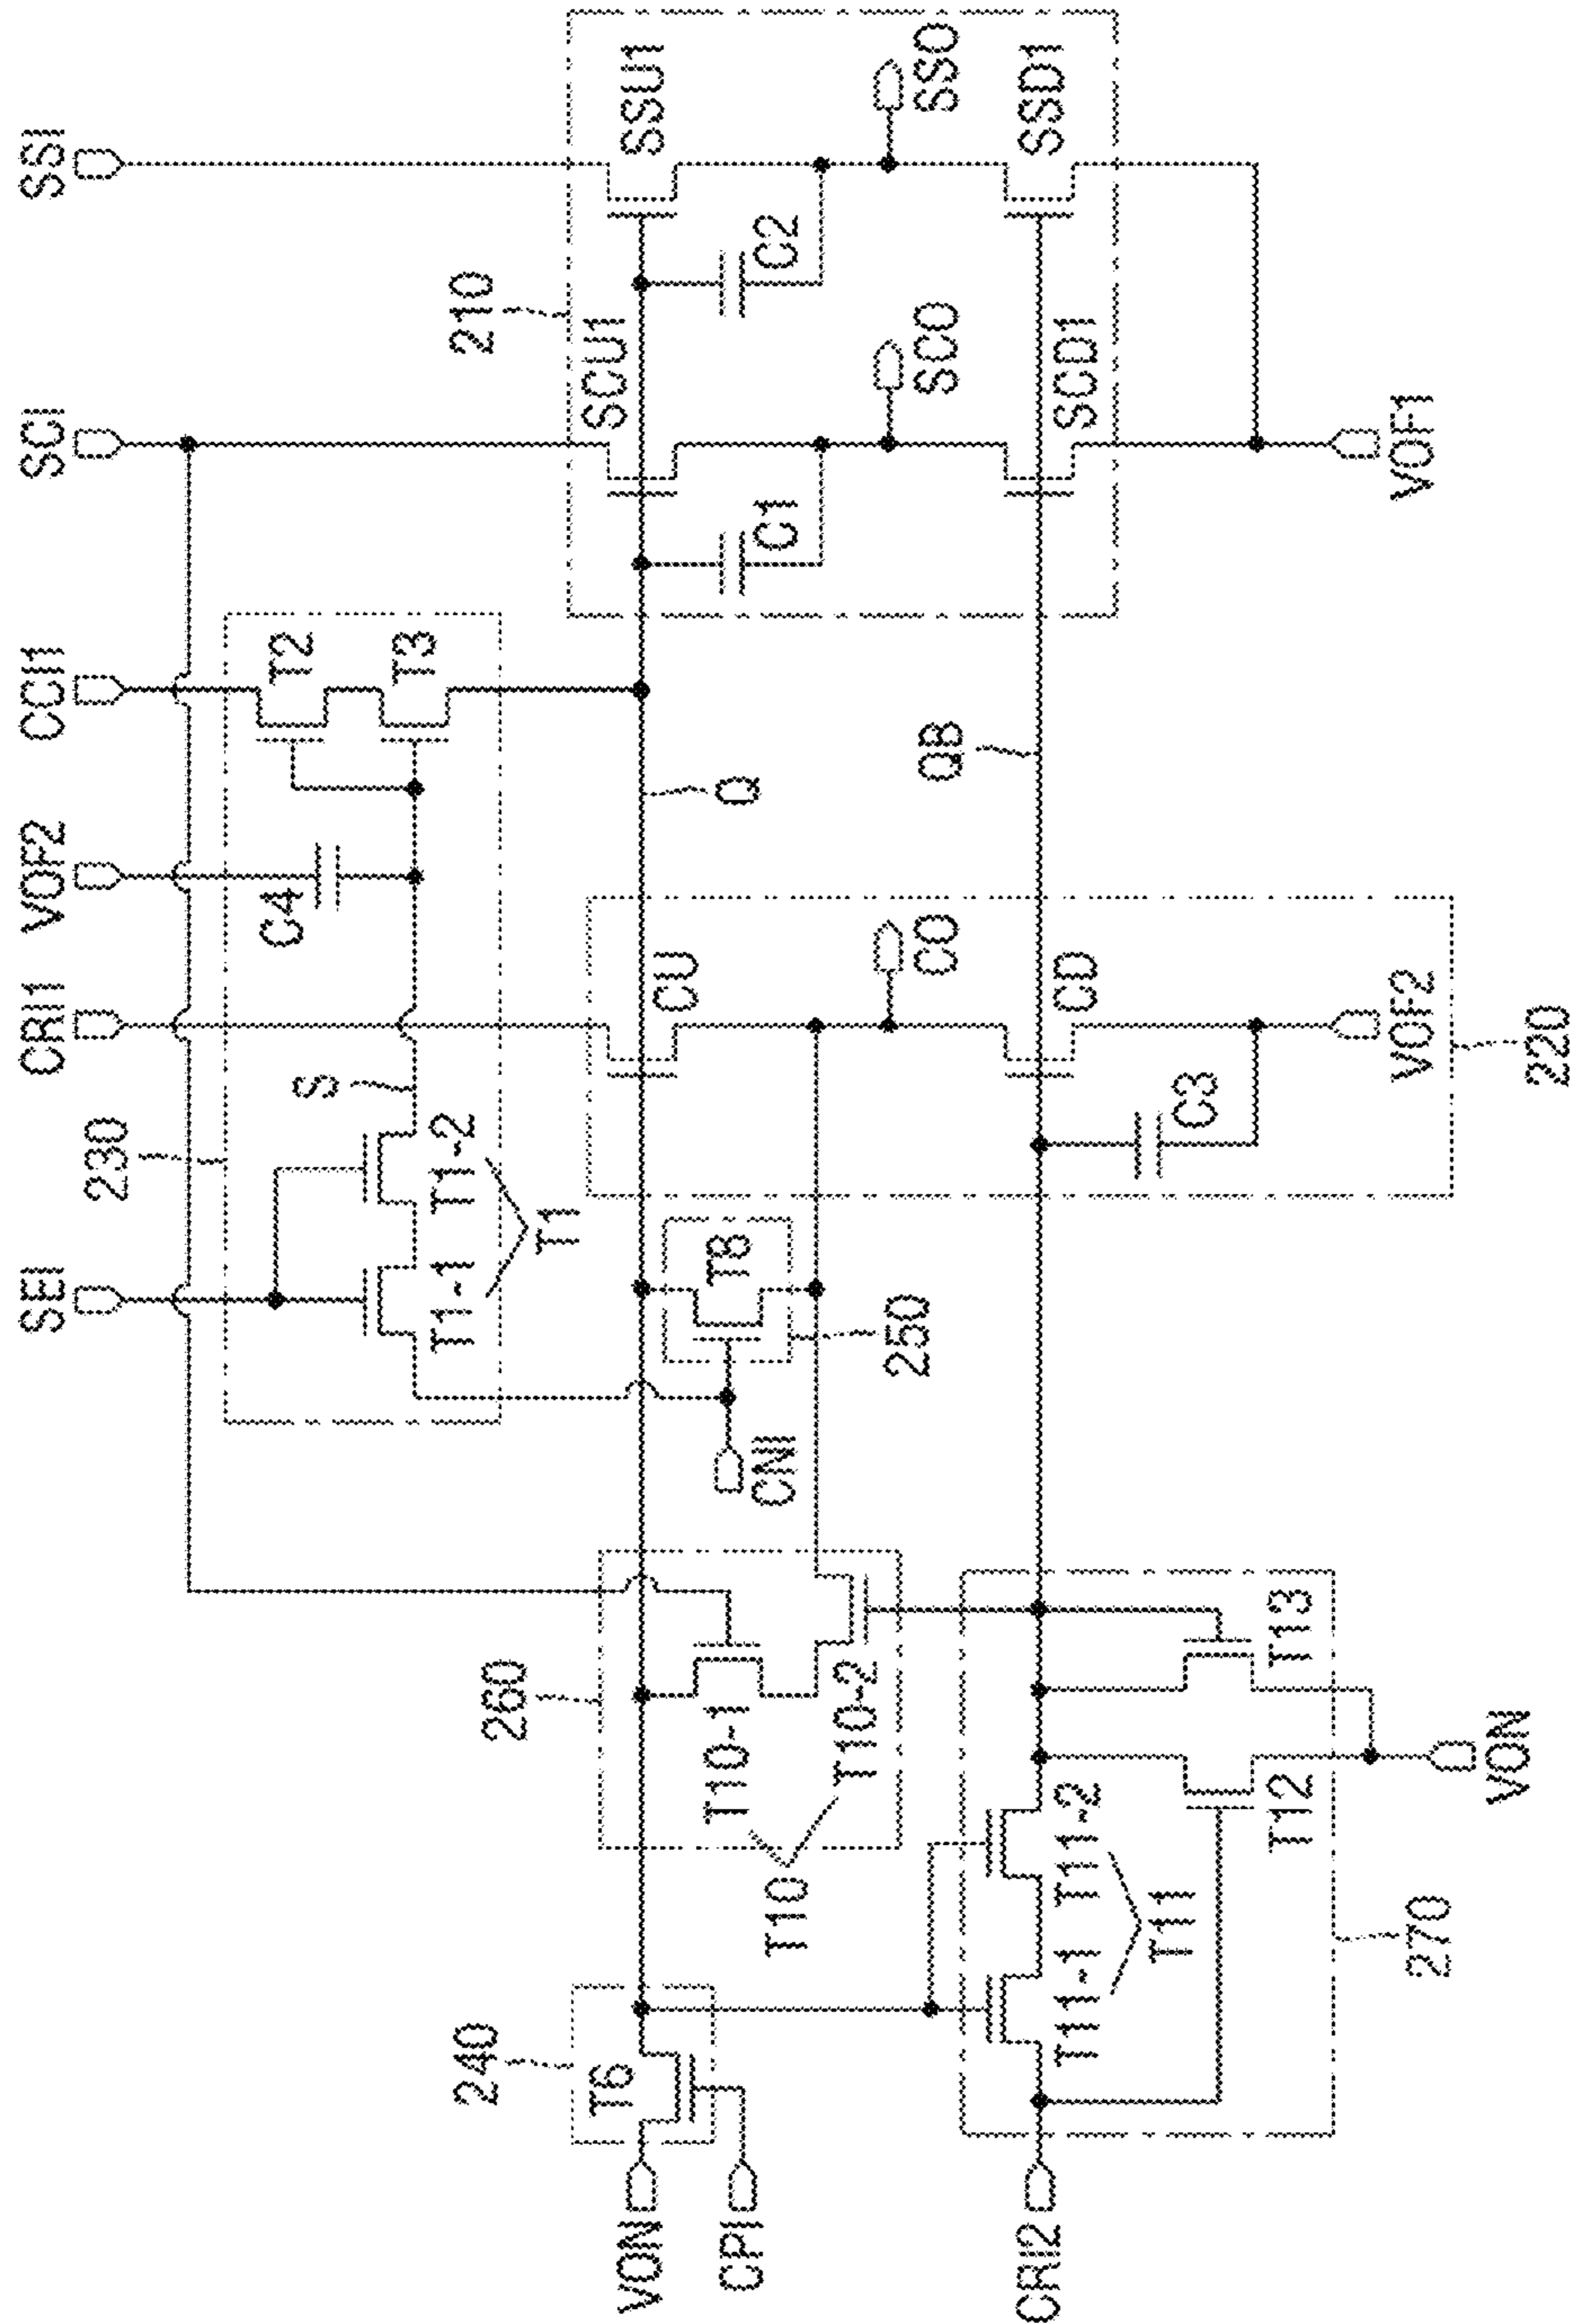 SEI
CRI1
VOF2
CCI1
SCI
SSI
230
S
C4
T2
T3
T1-1
T1-2
T1
210
SCU1
SSU1
C1
C2
SCO
SSO
SCD1
SSD1
VOF1
Q
QB
240
T6
VON
CPI
260
T10-1
T10-2
T10
CNI
T8
250
CU
CO
CD
C3
VOF2
220
CRI2
T11-1
T11-2
T11
T12
T13
270
VON